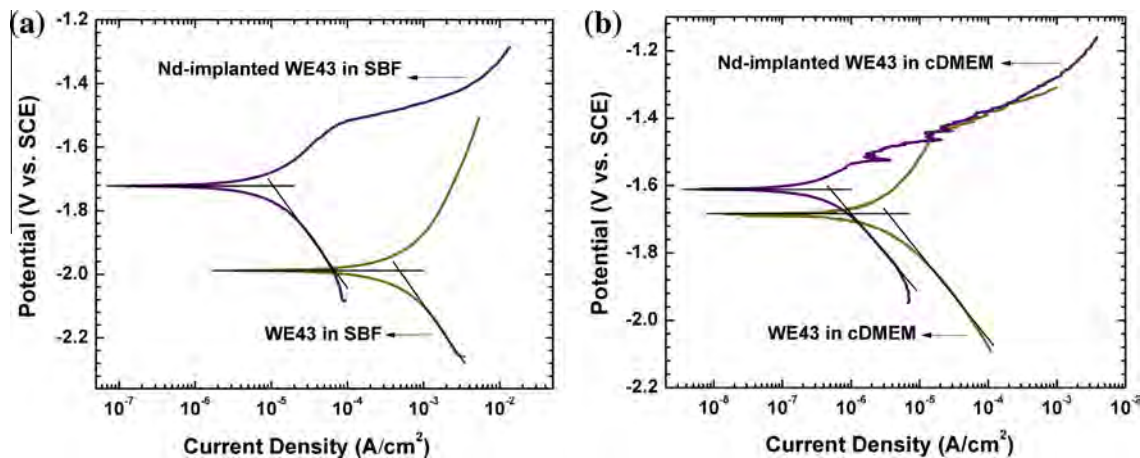 (a)
Potential (V vs. SCE)
-1.2
-1.4
-1.6
-1.8
-2.0
-2.2
Nd-implanted WE43 in SBF
WE43 in SBF
10⁻⁷ 10⁻⁶ 10⁻⁵ 10⁻⁴ 10⁻³ 10⁻²
Current Density (A/cm²)
(b)
Potential (V vs. SCE)
-1.2
-1.4
-1.6
-1.8
-2.0
-2.2
Nd-implanted WE43 in cDMEM
WE43 in cDMEM
10⁻⁸ 10⁻⁷ 10⁻⁶ 10⁻⁵ 10⁻⁴ 10⁻³ 10⁻²
Current Density (A/cm²)